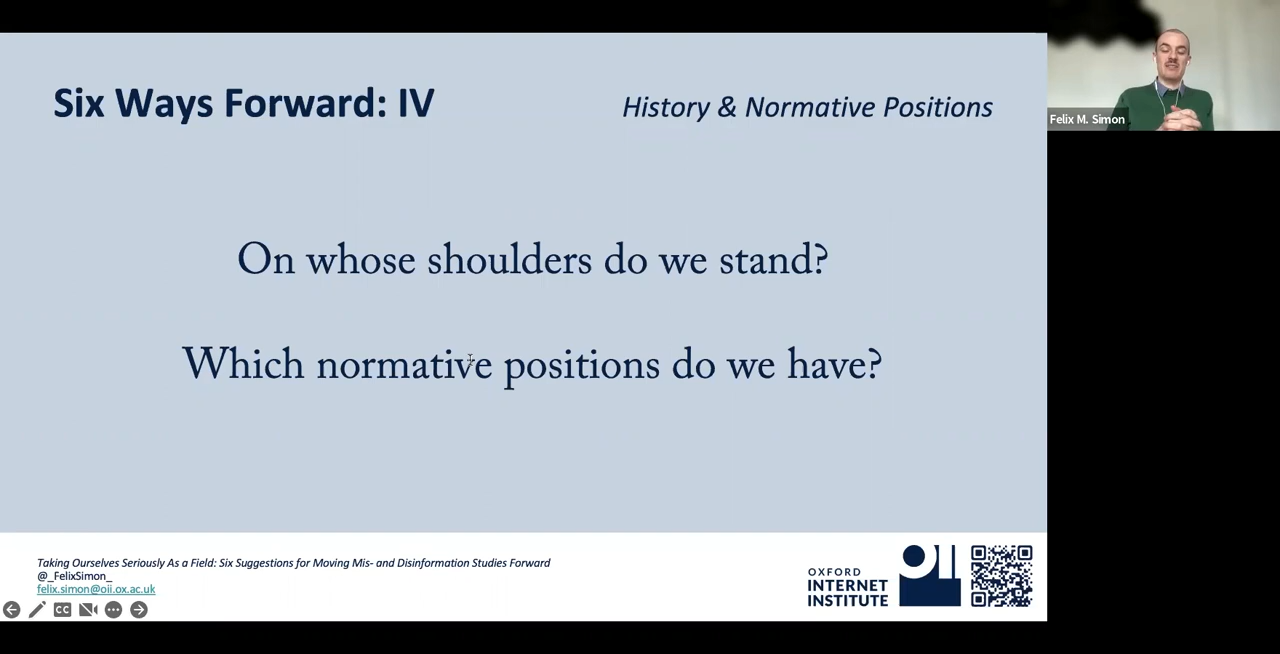 Six Ways Forward: IV
History & Normative Positions
Felix M. Simon
On whose shoulders do we stand?
Which normative positions do we have?
Taking Ourselves Seriously As a Field: Six Suggestions for Moving Mis- and Disinformation Studies Forward
@_FelixSimon_
felix.simon@oii.ox.ac.uk
CC
OXFORD
INTERNET
INSTITUTE
OII